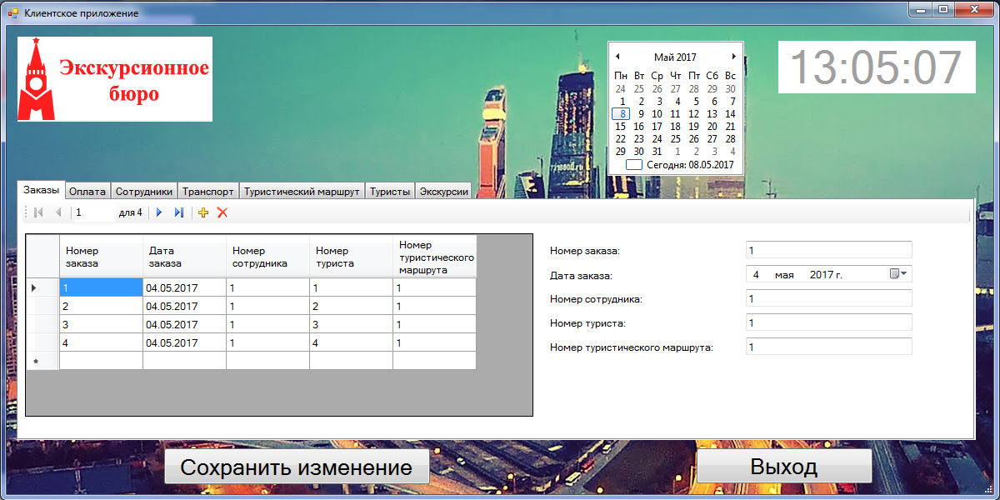 Клиентское приложение
Экскурсионное
бюро
Май 2017
Пн Вт Ср Чт Пт Сб Вс
24 25 26 27 28 29 30
1 2 3 4 5 6 7
8 9 10 11 12 13 14
15 16 17 18 19 20 21
22 23 24 25 26 27 28
29 30 31 1 2 3 4
Сегодня: 08.05.2017
13:05:07
Заказы Оплата Сотрудники Транспорт Туристический маршрут Туристы Экскурсии
1 для 4
Номер заказа Дата заказа Номер сотрудника Номер туриста Номер туристического маршрута
1 04.05.2017 1 1 1
2 04.05.2017 1 2 1
3 04.05.2017 1 3 1
4 04.05.2017 1 4 1
Номер заказа: 1
Дата заказа: 4 мая 2017 г.
Номер сотрудника: 1
Номер туриста: 1
Номер туристического маршрута: 1
Сохранить изменение
Выход